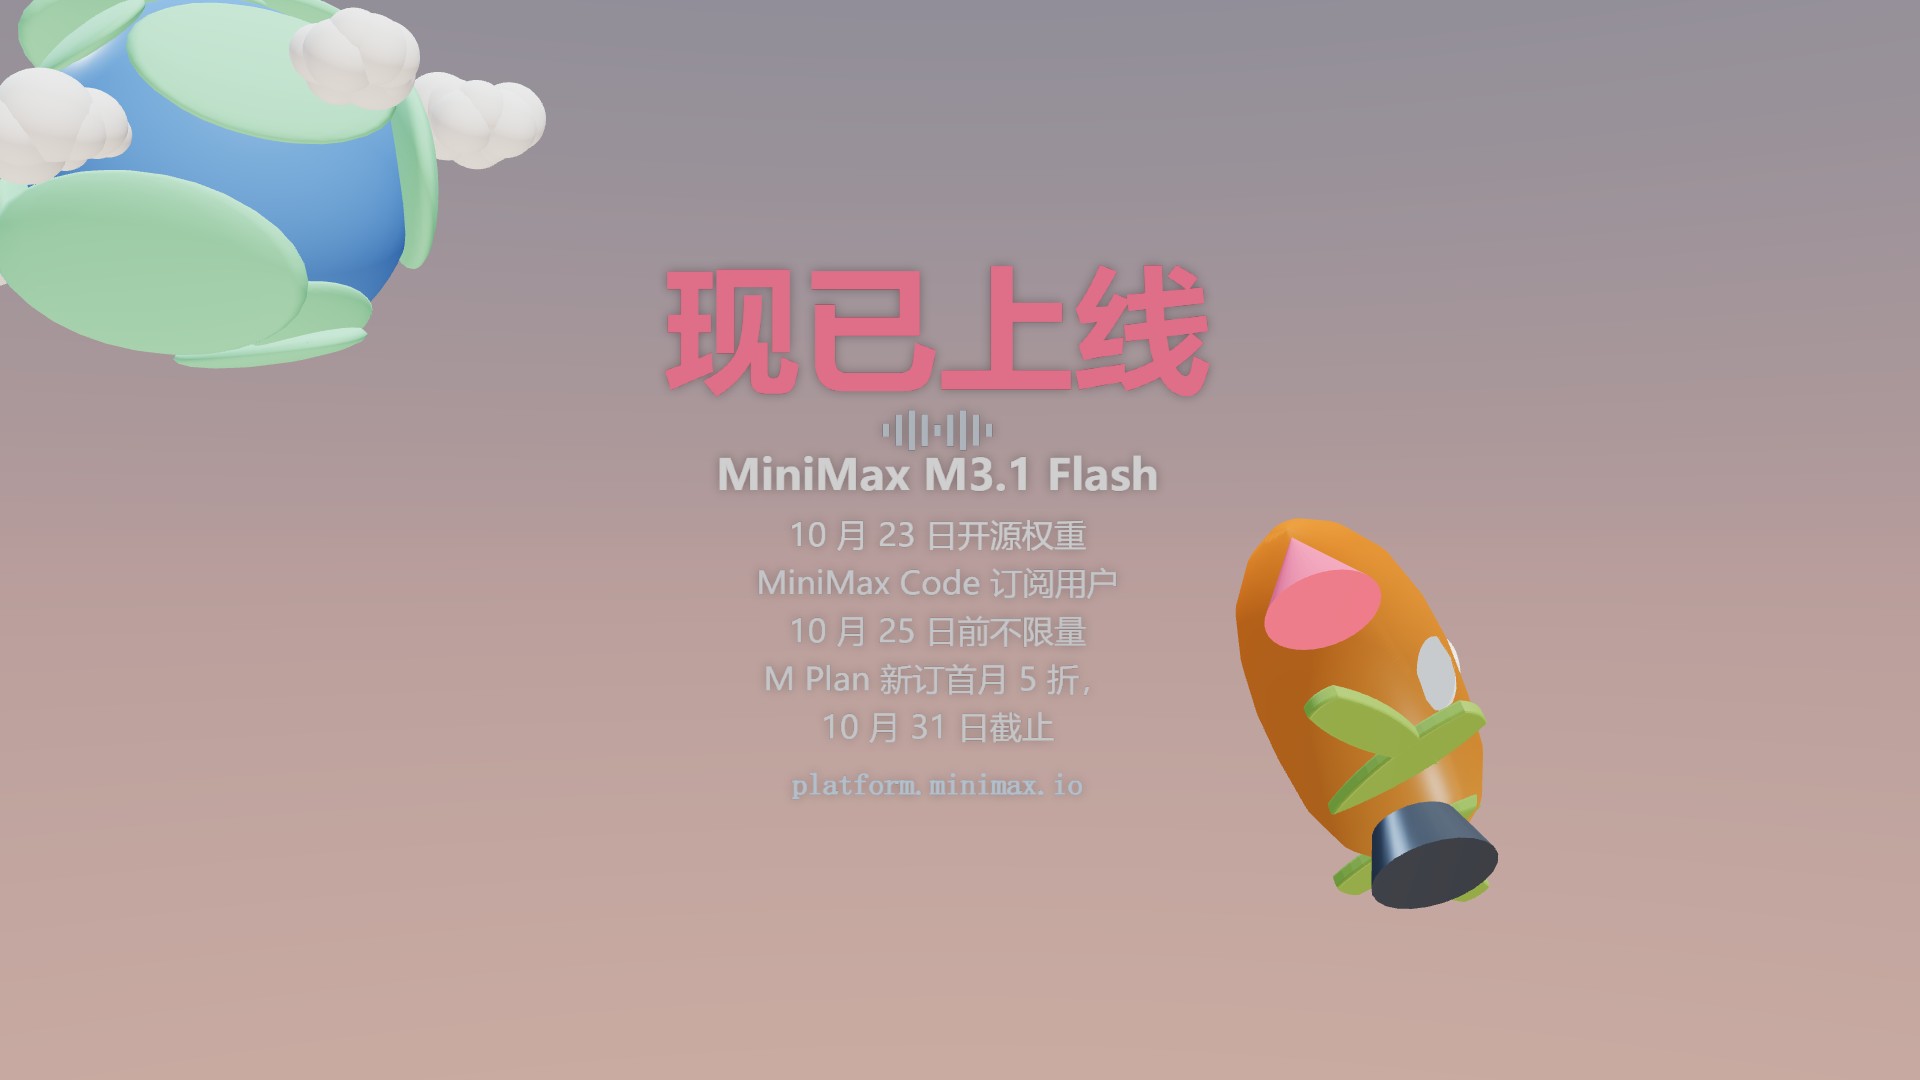 现已上线
MiniMax M3.1 Flash
10 月 23 日开源权重
MiniMax Code 订阅用户
10 月 25 日前不限量
M Plan 新订首月 5 折，
10 月 31 日截止
platform.minimax.io